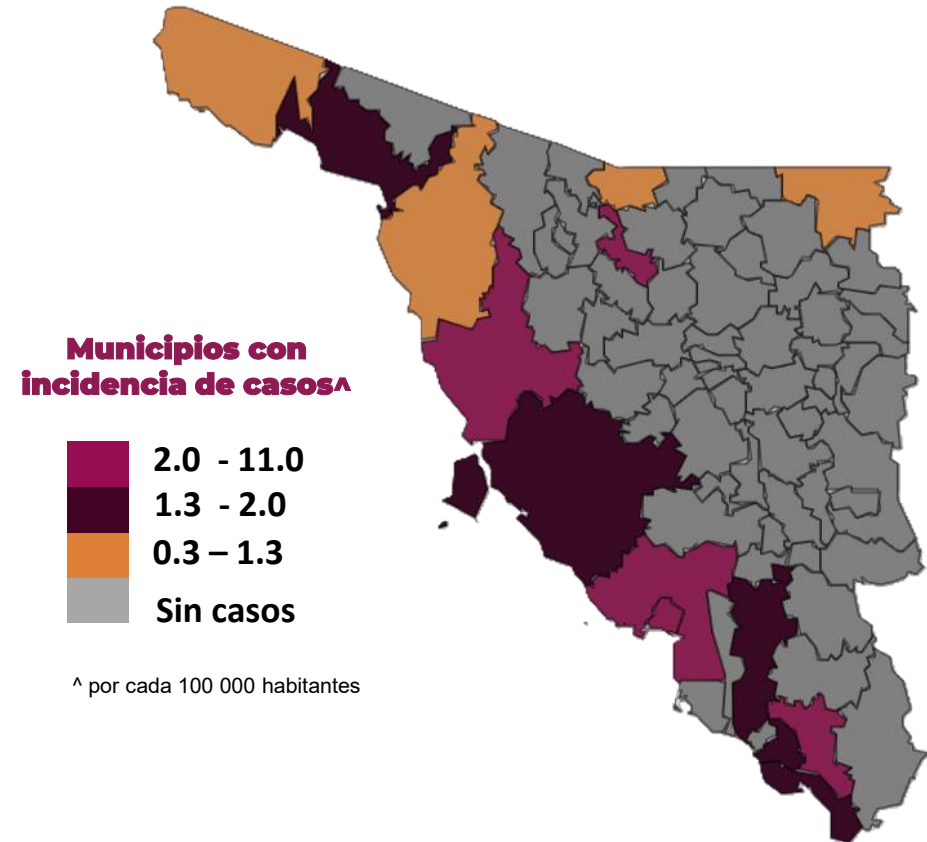 Municipios con
incidencia de casos^
2.0 - 11.0
1.3 - 2.0
0.3 – 1.3
Sin casos
^ por cada 100 000 habitantes